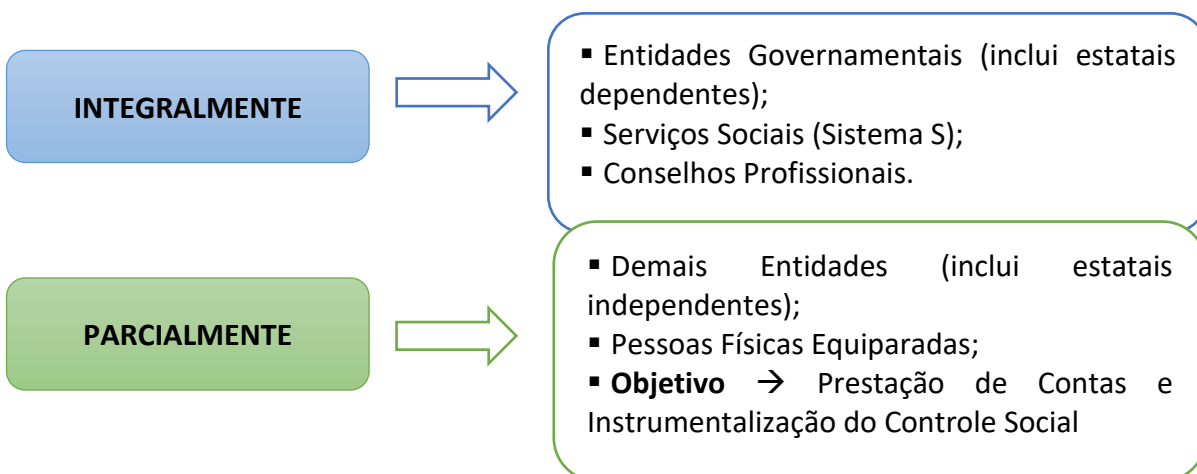 INTEGRALMENTE
▪ Entidades Governamentais (inclui estatais
dependentes);
▪ Serviços Sociais (Sistema S);
▪ Conselhos Profissionais.
PARCIALMENTE
▪ Demais Entidades (inclui estatais
independentes);
▪ Pessoas Físicas Equiparadas;
▪ Objetivo → Prestação de Contas e
Instrumentalização do Controle Social